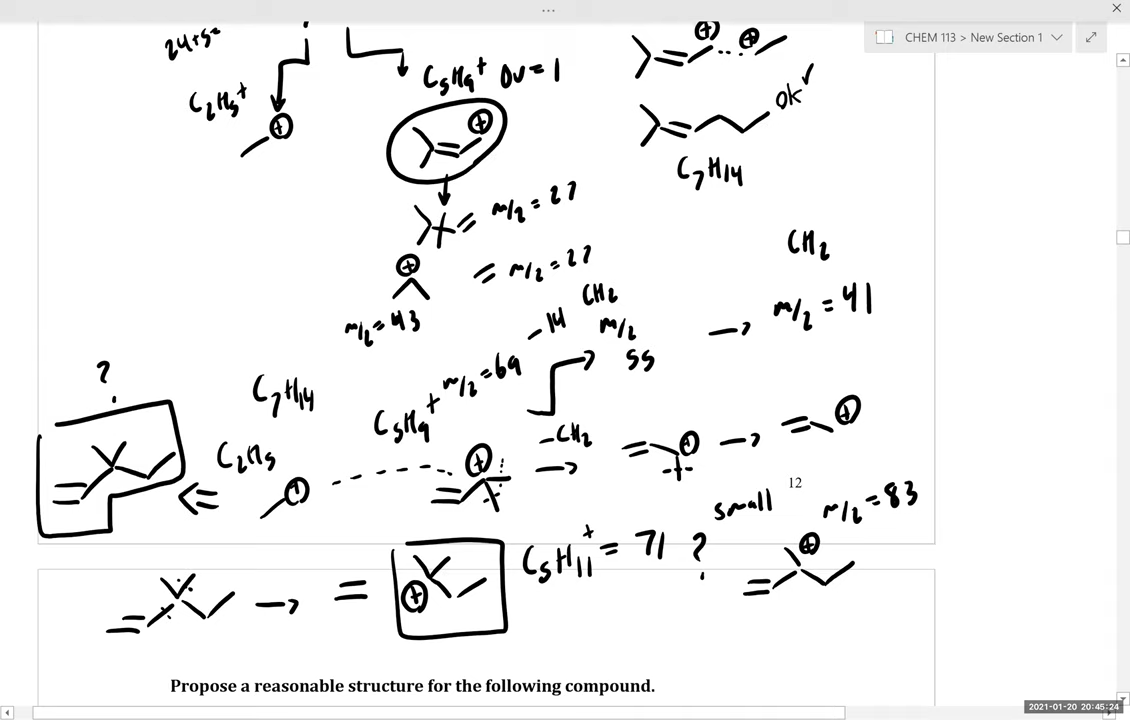 CHEM 113 > New Section 1
C₂H₅⁺
C₅H₉⁺ DU = 1
OK✓
C₇H₁₄
m/z = 27
= m/z = 27
m/z = 43
CH₂
m/z = 41
-14 CH₂
m/z
55
?
C₇H₁₄
C₅H₉⁺ m/z = 69
C₂H₅
-CH₂
12
small
m/z = 83
C₅H₁₁⁺ = 71 ?
Propose a reasonable structure for the following compound.
2021-01-20 20:45:24